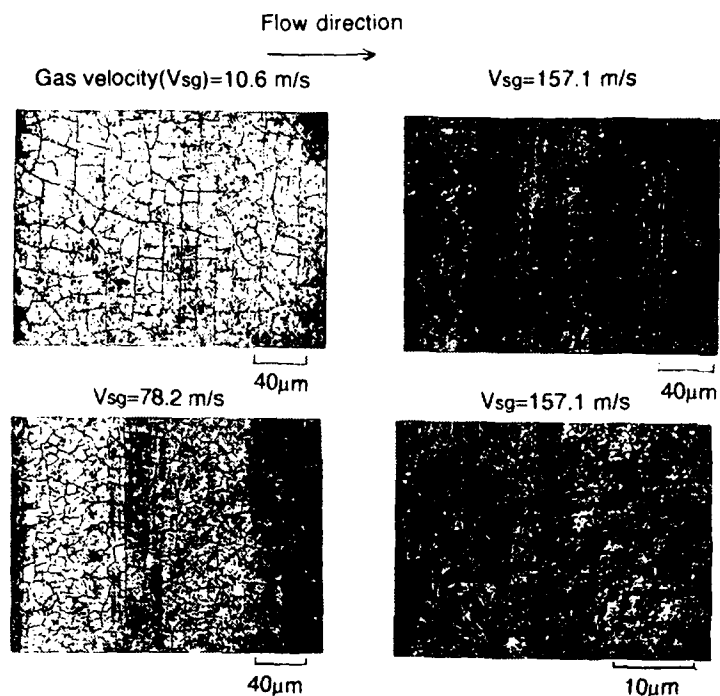 Flow direction
Gas velocity(Vsg)=10.6 m/s
Vsg=157.1 m/s
40μm
40μm
Vsg=78.2 m/s
Vsg=157.1 m/s
40μm
10μm